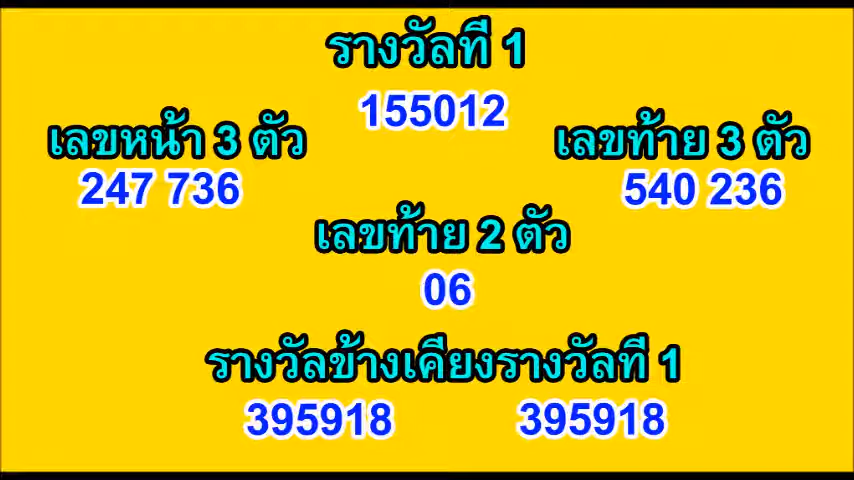 รางวัลที่ 1
155012
เลขหน้า 3 ตัว
247 736
เลขท้าย 3 ตัว
540 236
เลขท้าย 2 ตัว
06
รางวัลข้างเคียงรางวัลที่ 1
395918 395918